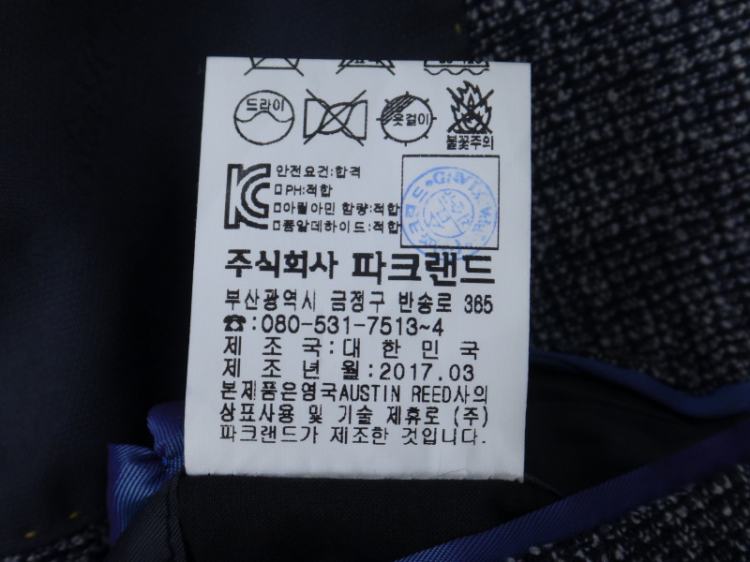 드라이
옷걸이
불꽃주의
안전요건:합격
PH:적합
아릴아민 함량:적합
폼알데하이드:적합
주식회사 파크랜드
부산광역시 금정구 반송로 365
☎:080-531-7513~4
제 조 국:대 한 민 국
제 조 년 월:2017.03
본제품은영국AUSTIN REED사의
상표사용 및 기술 제휴로 (주)
파크랜드가 제조한 것입니다.